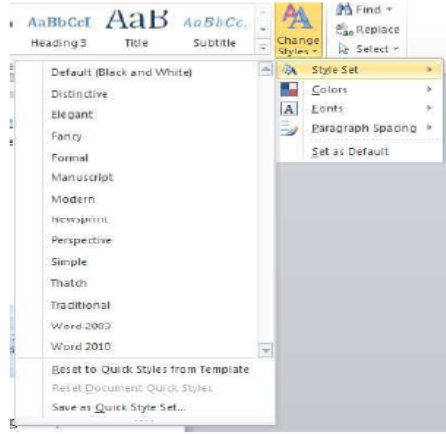 AaBbCcI AaB AaBbCc.
Heading 3 Title Subtitle
Change
Styles
Find
Replace
Select
Style Set
Colors
Fonts
Paragraph Spacing
Set as Default
Default (Black and White)
Distinctive
Elegant
Fancy
Formal
Manuscript
Modern
Newsprint
Perspective
Simple
Thatch
Traditional
Word 2003
Word 2010
Reset to Quick Styles from Template
Reset Document Quick Styles
Save as Quick Style Set...